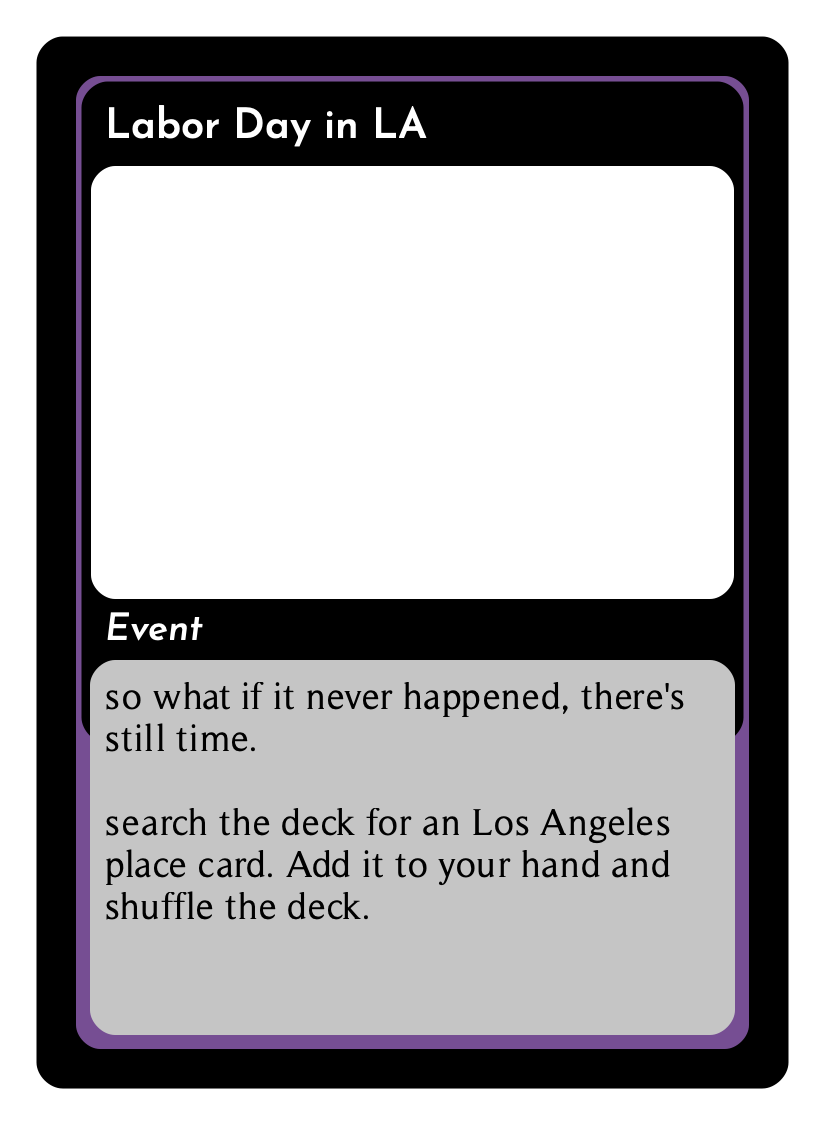 Labor Day in LA
Event
so what if it never happened, there's
still time.
search the deck for an Los Angeles
place card. Add it to your hand and
shuffle the deck.